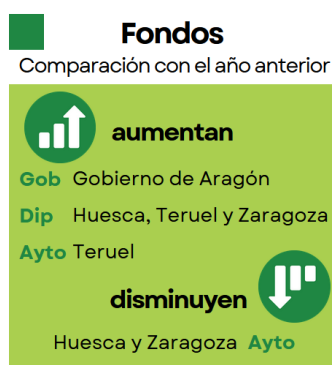 Fondos
Comparación con el año anterior
aumentan
Gob Gobierno de Aragón
Dip Huesca, Teruel y Zaragoza
Ayto Teruel
disminuyen
Huesca y Zaragoza Ayto